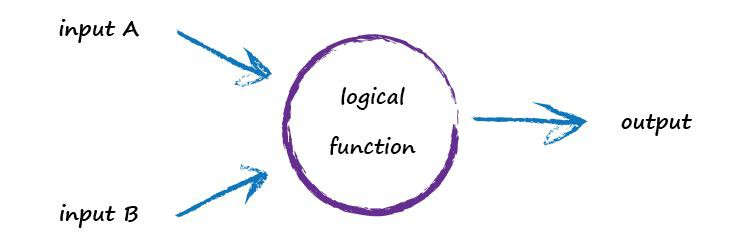 input A
logical
function
output
input B